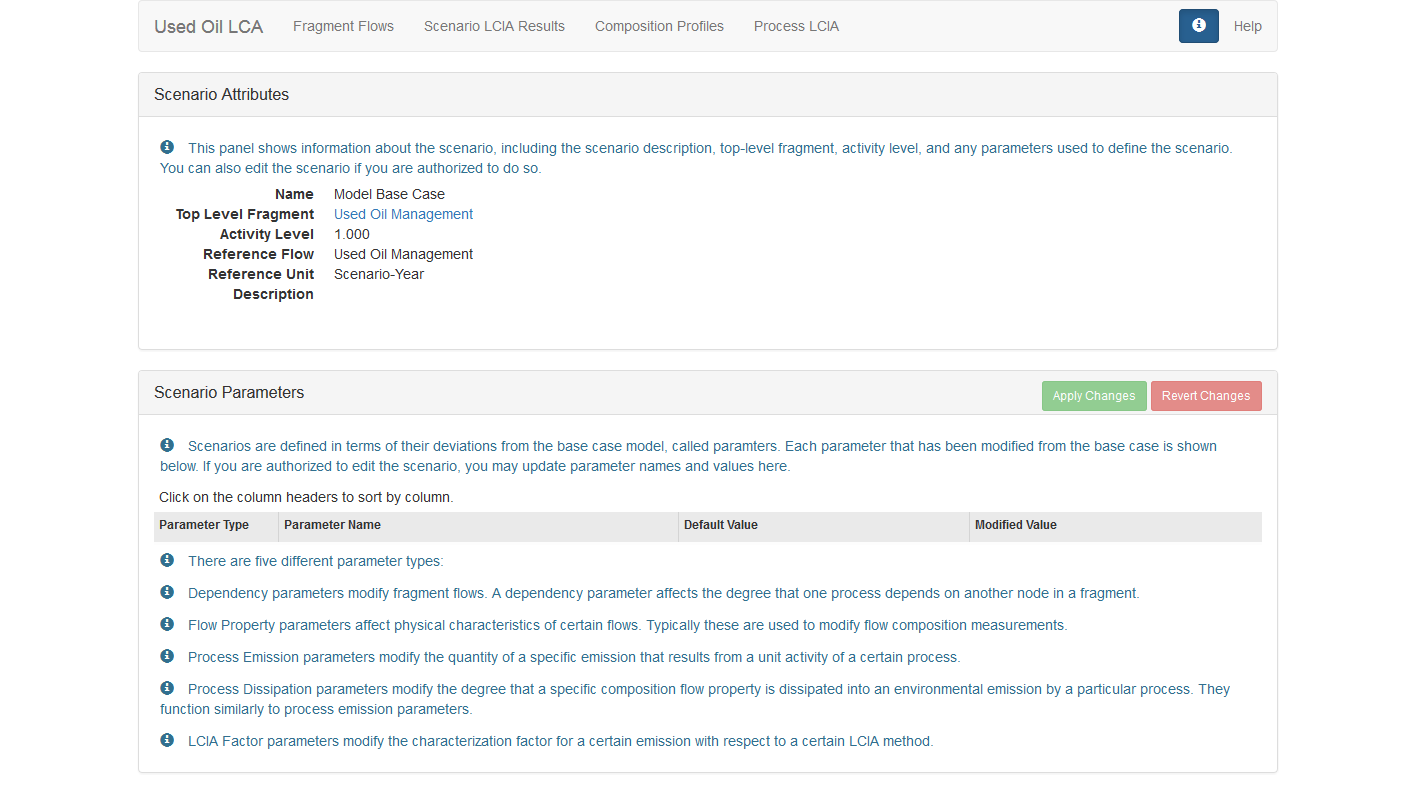 Used Oil LCA Fragment Flows Scenario LCIA Results Composition Profiles Process LCIA Help
Scenario Attributes
This panel shows information about the scenario, including the scenario description, top-level fragment, activity level, and any parameters used to define the scenario.
You can also edit the scenario if you are authorized to do so.
Name Model Base Case
Top Level Fragment Used Oil Management
Activity Level 1.000
Reference Flow Used Oil Management
Reference Unit Scenario-Year
Description
Scenario Parameters Apply Changes Revert Changes
Scenarios are defined in terms of their deviations from the base case model, called paramters. Each parameter that has been modified from the base case is shown
below. If you are authorized to edit the scenario, you may update parameter names and values here.
Click on the column headers to sort by column.
Parameter Type Parameter Name Default Value Modified Value
There are five different parameter types:
Dependency parameters modify fragment flows. A dependency parameter affects the degree that one process depends on another node in a fragment.
Flow Property parameters affect physical characteristics of certain flows. Typically these are used to modify flow composition measurements.
Process Emission parameters modify the quantity of a specific emission that results from a unit activity of a certain process.
Process Dissipation parameters modify the degree that a specific composition flow property is dissipated into an environmental emission by a particular process. They
function similarly to process emission parameters.
LCIA Factor parameters modify the characterization factor for a certain emission with respect to a certain LCIA method.